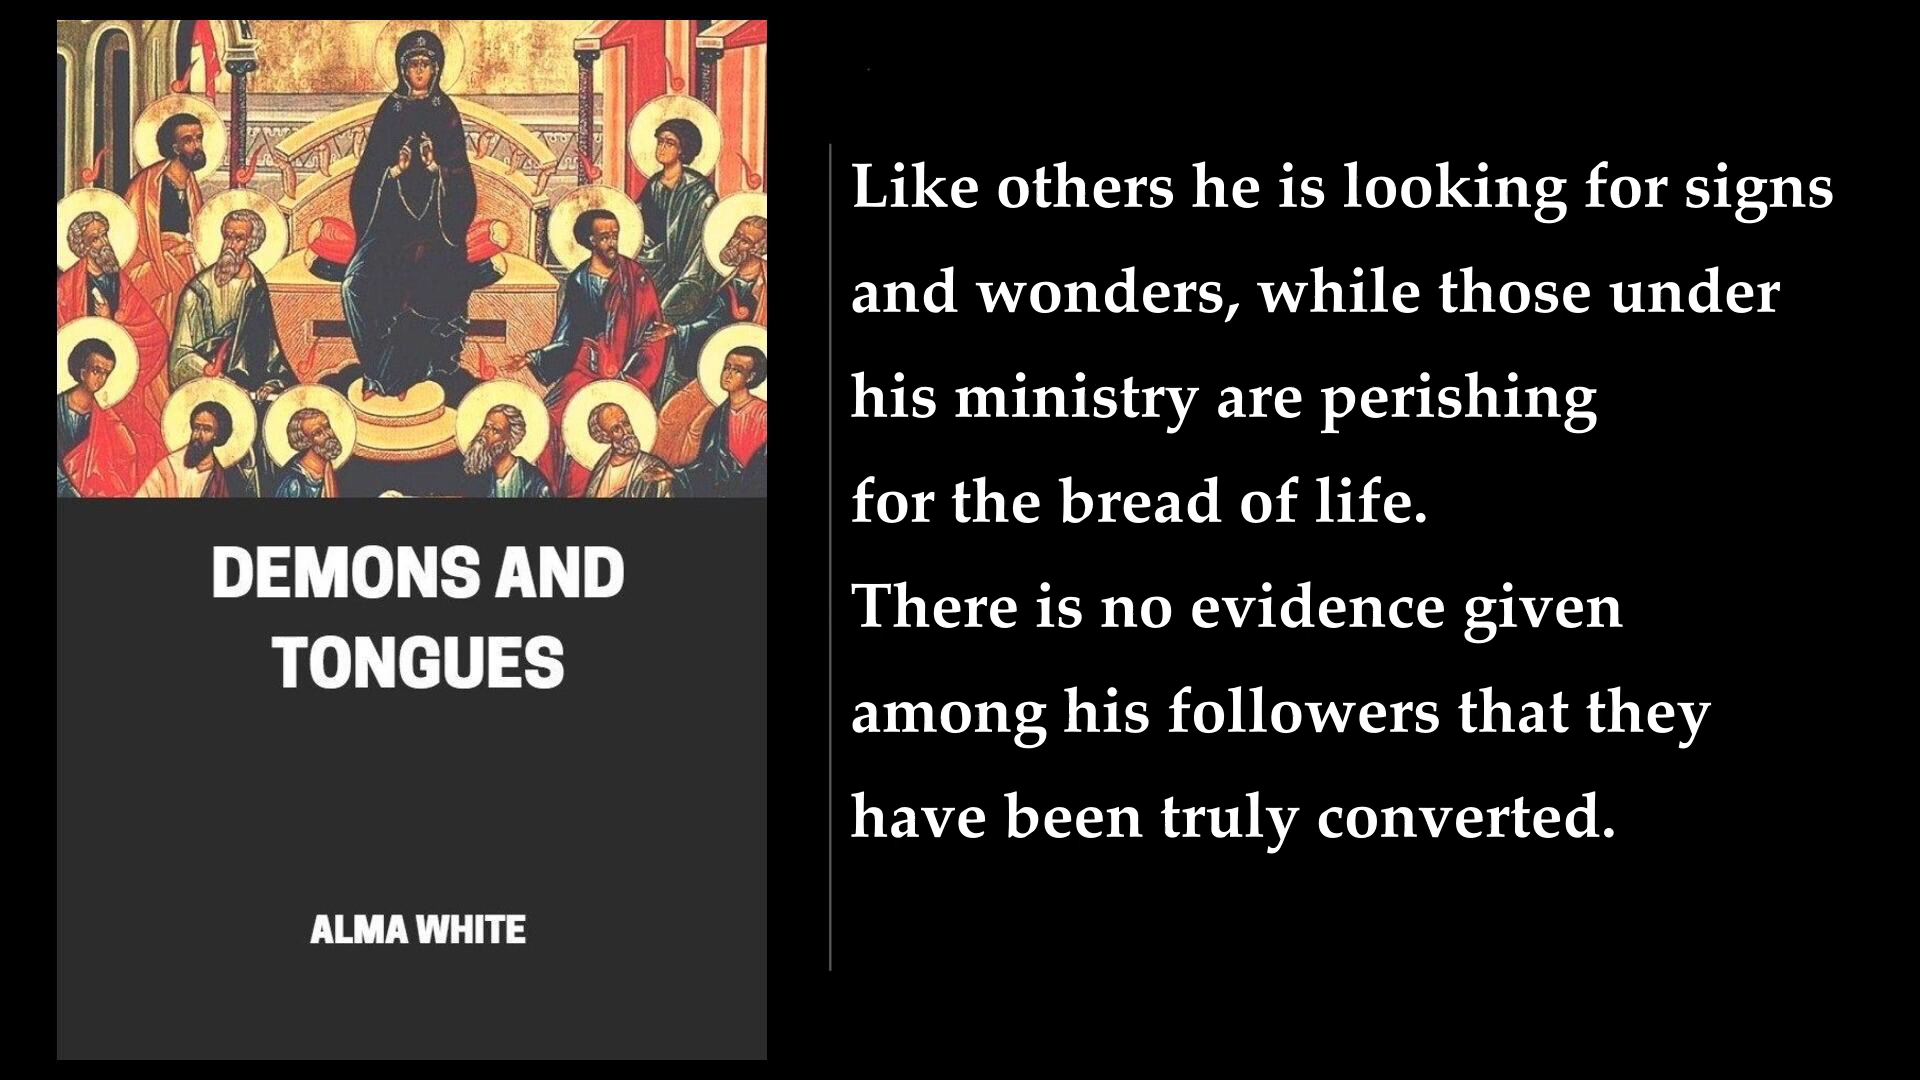 DEMONS AND
TONGUES
ALMA WHITE
Like others he is looking for signs
and wonders, while those under
his ministry are perishing
for the bread of life.
There is no evidence given
among his followers that they
have been truly converted.